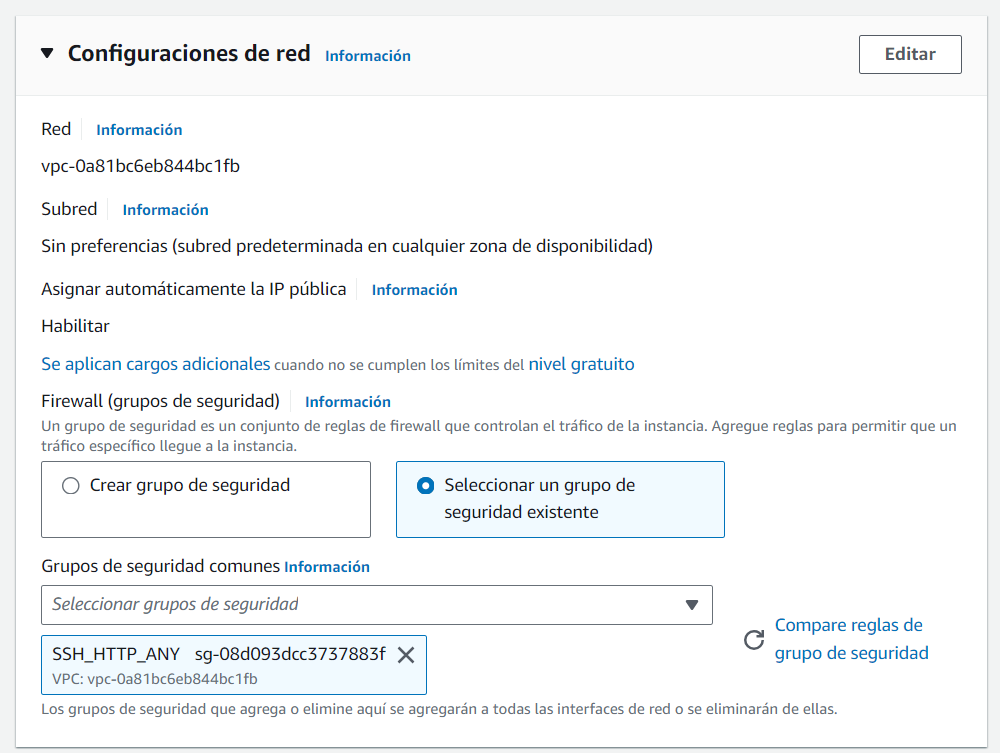 Configuraciones de red Información
Editar
Red Información
vpc-0a81bc6eb844bc1fb
Subred Información
Sin preferencias (subred predeterminada en cualquier zona de disponibilidad)
Asignar automáticamente la IP pública Información
Habilitar
Se aplican cargos adicionales cuando no se cumplen los límites del nivel gratuito
Firewall (grupos de seguridad) Información
Un grupo de seguridad es un conjunto de reglas de firewall que controlan el tráfico de la instancia. Agregue reglas para permitir que un
tráfico específico llegue a la instancia.
Crear grupo de seguridad
Seleccionar un grupo de
seguridad existente
Grupos de seguridad comunes Información
Seleccionar grupos de seguridad
Compare reglas de
grupo de seguridad
SSH_HTTP_ANY sg-08d093dcc3737883f
VPC: vpc-0a81bc6eb844bc1fb
Los grupos de seguridad que agrega o elimine aquí se agregarán a todas las interfaces de red o se eliminarán de ellas.